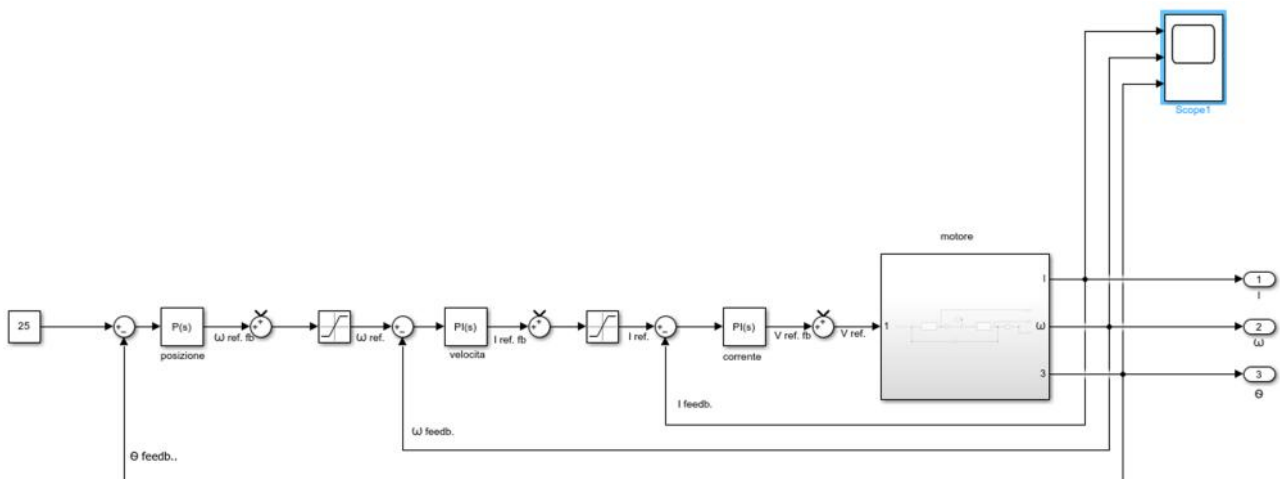 Scope1
motore
25
P(s)
posizione
ω ref. fb
ω ref.
PI(s)
velocita
I ref. fb
I ref.
PI(s)
corrente
V ref. fb
V ref.
1
I
ω
3
1
I
2
ω
3
Θ
I feedb.
ω feedb.
Θ feedb..